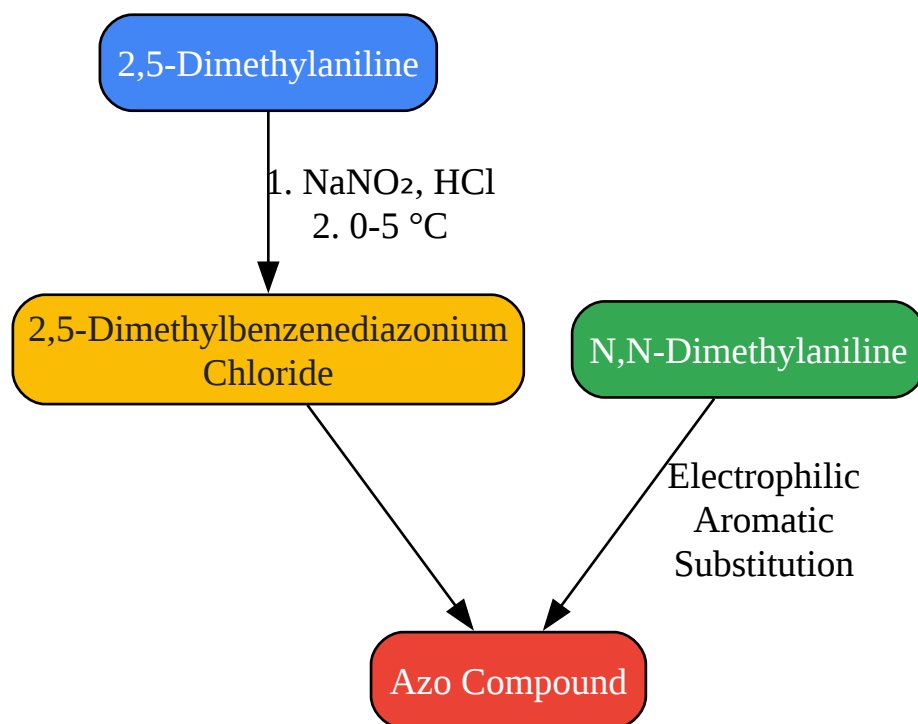 2,5-Dimethylaniline
1. NaNO₂, HCl
2. 0-5 °C
2,5-Dimethylbenzenediazonium
Chloride
N,N-Dimethylaniline
Electrophilic
Aromatic
Substitution
Azo Compound